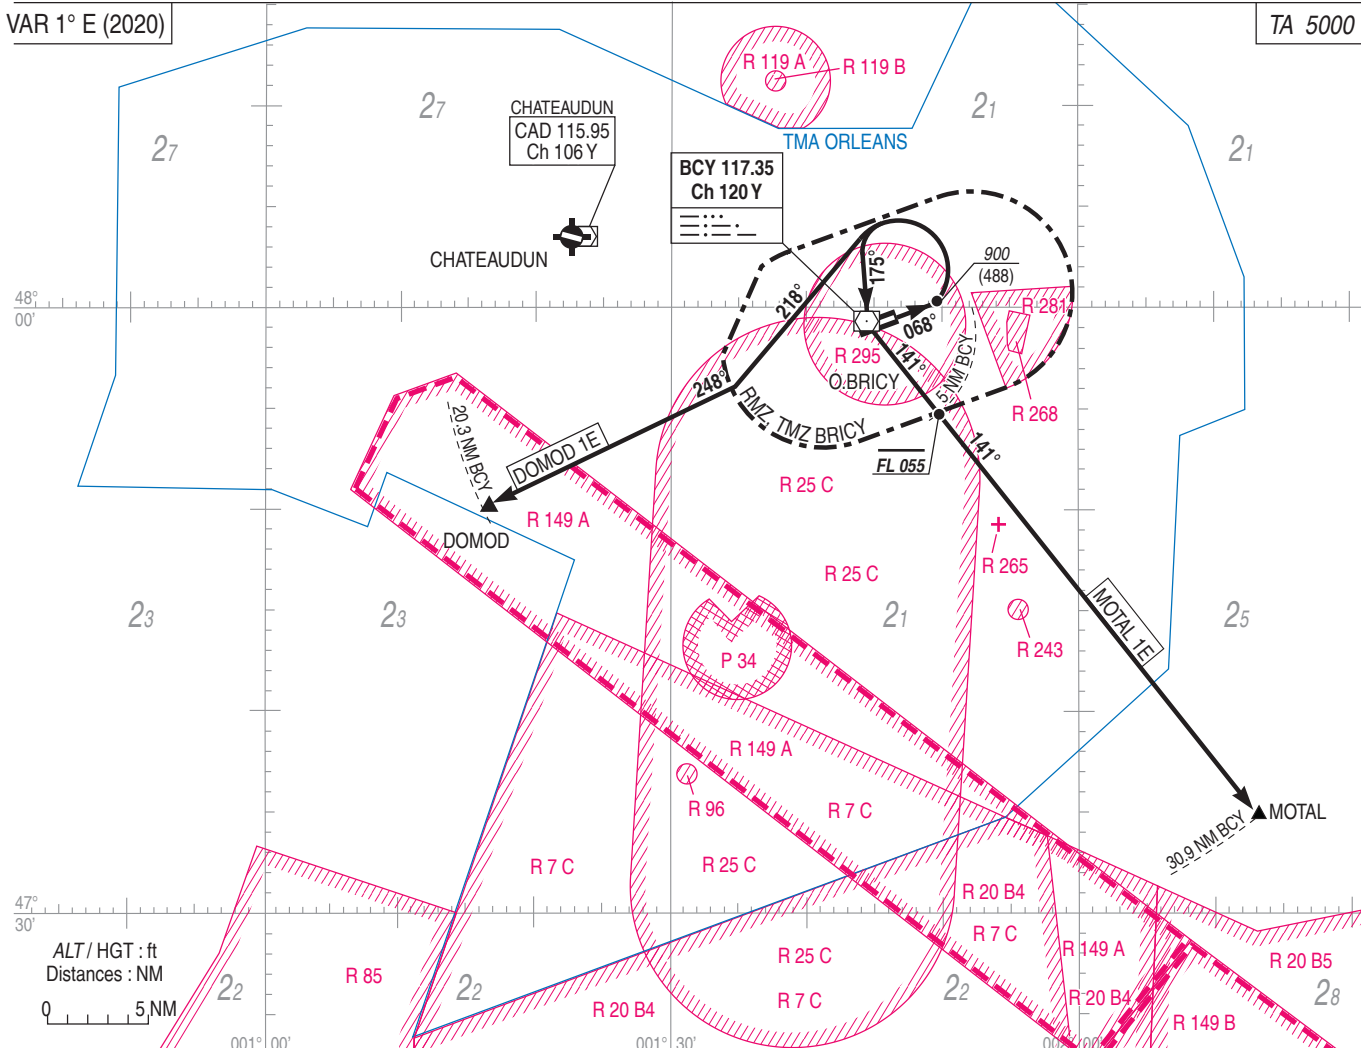 VAR 1° E (2020)
TA 5000
R 119 A
R 119 B
27
27
21
21
CHATEAUDUN
CAD 115.95
Ch 106 Y
TMA ORLEANS
BCY 117.35
Ch 120 Y
CHATEAUDUN
900
(488)
175°
48°
00'
218°
068°
R 281
R 295
141°
O.BRICY
5 NM BCY
248°
R 268
RMZ, TMZ BRICY
20.3 NM BCY
DOMOD 1E
FL 055
141°
R 25 C
R 149 A
DOMOD
R 265
R 25 C
23
23
21
25
MOTAL 1E
R 243
P 34
R 149 A
R 96
R 7 C
MOTAL
30.9 NM BCY
R 7 C
R 25 C
R 20 B4
47°
30'
R 7 C
R 149 A
ALT / HGT : ft
Distances : NM
R 25 C
R 20 B5
R 85
22
22
22
28
R 7 C
R 20 B4
R 20 B4
0 5 NM
R 149 B
001° 00'
001° 30'